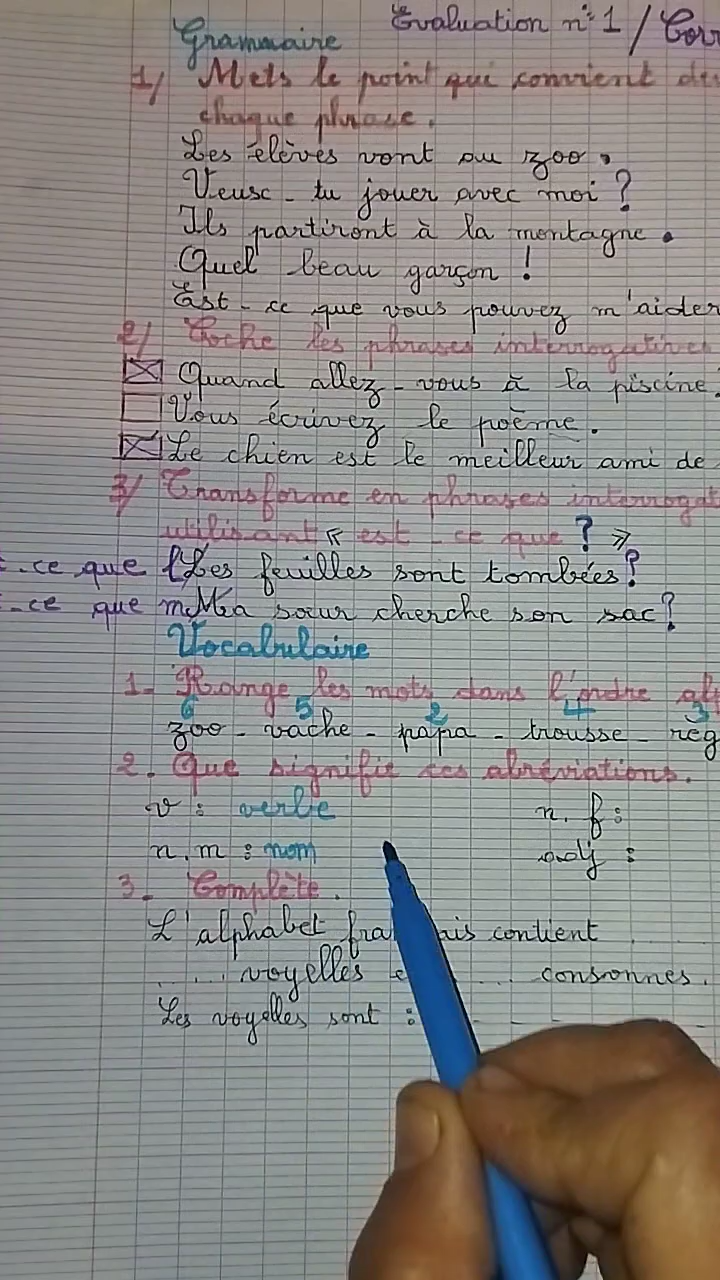 Evaluation n°1 / Corr
Grammaire
1/ Mets le point qui convient
chaque phrase.
Les élèves vont au zoo.
Veux-tu jouer avec moi ?
Ils partiront à la montagne.
Quel beau garçon !
Est-ce que vous pouvez m'aider
2/ Coche les phrases interrogatives
Quand allez-vous à la piscine
Vous écrivez le poème.
Le chien est le meilleur ami de
3/ Transforme en phrases interrogat
utilisant « est-ce que ? »
-ce que l Les feuilles sont tombées ?
-ce que m Ma sœur cherche son sac ?
Vocabulaire
1- Range les mots dans l'ordre al
6 5 2 4 3
zoo - vache - papa - trousse - règ
2. Que signifie ces abréviations.
v : verbe n. f :
n.m : nom adj :
3- Complète.
L'alphabet fra ais contient ....
...... voyelles e ... consonnes.
Les voyelles sont : - -